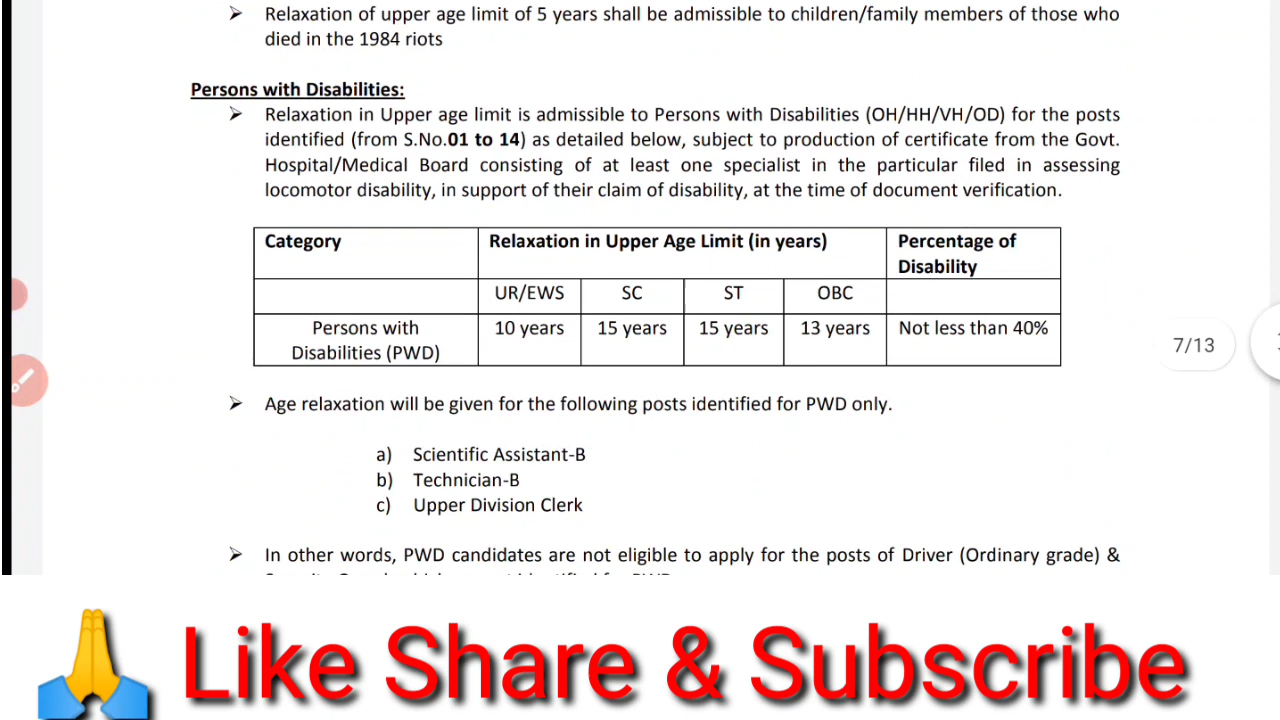 ➢ Relaxation of upper age limit of 5 years shall be admissible to children/family members of those who
died in the 1984 riots
Persons with Disabilities:
➢ Relaxation in Upper age limit is admissible to Persons with Disabilities (OH/HH/VH/OD) for the posts
identified (from S.No.01 to 14) as detailed below, subject to production of certificate from the Govt.
Hospital/Medical Board consisting of at least one specialist in the particular filed in assessing
locomotor disability, in support of their claim of disability, at the time of document verification.
Category Relaxation in Upper Age Limit (in years) Percentage of
Disability
UR/EWS SC ST OBC
Persons with 10 years 15 years 15 years 13 years Not less than 40%
Disabilities (PWD)
7/13
➢ Age relaxation will be given for the following posts identified for PWD only.
a) Scientific Assistant-B
b) Technician-B
c) Upper Division Clerk
➢ In other words, PWD candidates are not eligible to apply for the posts of Driver (Ordinary grade) &
Like Share & Subscribe